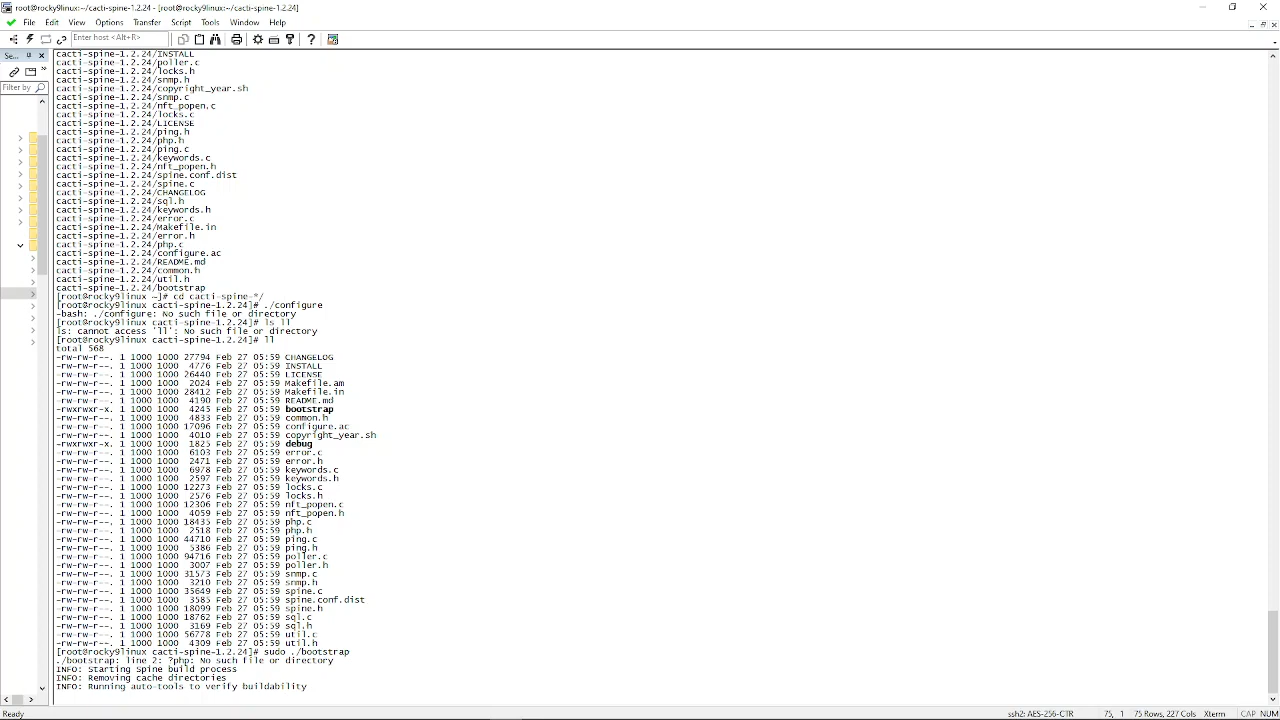 root@rocky9linux:~/cacti-spine-1.2.24 - [root@rocky9linux:~/cacti-spine-1.2.24]
File Edit View Options Transfer Script Tools Window Help
Enter host <Alt+R>
Se...
Filter by
cacti-spine-1.2.24/INSTALL
cacti-spine-1.2.24/poller.c
cacti-spine-1.2.24/locks.h
cacti-spine-1.2.24/snmp.h
cacti-spine-1.2.24/copyright_year.sh
cacti-spine-1.2.24/snmp.c
cacti-spine-1.2.24/nft_popen.c
cacti-spine-1.2.24/locks.c
cacti-spine-1.2.24/LICENSE
cacti-spine-1.2.24/ping.h
cacti-spine-1.2.24/php.h
cacti-spine-1.2.24/ping.c
cacti-spine-1.2.24/keywords.c
cacti-spine-1.2.24/nft_popen.h
cacti-spine-1.2.24/spine.conf.dist
cacti-spine-1.2.24/spine.c
cacti-spine-1.2.24/CHANGELOG
cacti-spine-1.2.24/sql.h
cacti-spine-1.2.24/keywords.h
cacti-spine-1.2.24/error.c
cacti-spine-1.2.24/Makefile.in
cacti-spine-1.2.24/error.h
cacti-spine-1.2.24/php.c
cacti-spine-1.2.24/configure.ac
cacti-spine-1.2.24/README.md
cacti-spine-1.2.24/common.h
cacti-spine-1.2.24/util.h
cacti-spine-1.2.24/bootstrap
[root@rocky9linux ~]# cd cacti-spine-*/
[root@rocky9linux cacti-spine-1.2.24]# ./configure
-bash: ./configure: No such file or directory
[root@rocky9linux cacti-spine-1.2.24]# ls ll
ls: cannot access 'll': No such file or directory
[root@rocky9linux cacti-spine-1.2.24]# ll
total 568
-rw-rw-r--. 1 1000 1000 27794 Feb 27 05:59 CHANGELOG
-rw-rw-r--. 1 1000 1000 4776 Feb 27 05:59 INSTALL
-rw-rw-r--. 1 1000 1000 26440 Feb 27 05:59 LICENSE
-rw-rw-r--. 1 1000 1000 2024 Feb 27 05:59 Makefile.am
-rw-rw-r--. 1 1000 1000 28412 Feb 27 05:59 Makefile.in
-rw-rw-r--. 1 1000 1000 4190 Feb 27 05:59 README.md
-rwxrwxr-x. 1 1000 1000 4245 Feb 27 05:59 bootstrap
-rw-rw-r--. 1 1000 1000 4833 Feb 27 05:59 common.h
-rw-rw-r--. 1 1000 1000 17096 Feb 27 05:59 configure.ac
-rw-rw-r--. 1 1000 1000 4010 Feb 27 05:59 copyright_year.sh
-rwxrwxr-x. 1 1000 1000 1825 Feb 27 05:59 debug
-rw-rw-r--. 1 1000 1000 6103 Feb 27 05:59 error.c
-rw-rw-r--. 1 1000 1000 2471 Feb 27 05:59 error.h
-rw-rw-r--. 1 1000 1000 6978 Feb 27 05:59 keywords.c
-rw-rw-r--. 1 1000 1000 2597 Feb 27 05:59 keywords.h
-rw-rw-r--. 1 1000 1000 12273 Feb 27 05:59 locks.c
-rw-rw-r--. 1 1000 1000 2576 Feb 27 05:59 locks.h
-rw-rw-r--. 1 1000 1000 12306 Feb 27 05:59 nft_popen.c
-rw-rw-r--. 1 1000 1000 4059 Feb 27 05:59 nft_popen.h
-rw-rw-r--. 1 1000 1000 18435 Feb 27 05:59 php.c
-rw-rw-r--. 1 1000 1000 2518 Feb 27 05:59 php.h
-rw-rw-r--. 1 1000 1000 44710 Feb 27 05:59 ping.c
-rw-rw-r--. 1 1000 1000 5386 Feb 27 05:59 ping.h
-rw-rw-r--. 1 1000 1000 94716 Feb 27 05:59 poller.c
-rw-rw-r--. 1 1000 1000 3007 Feb 27 05:59 poller.h
-rw-rw-r--. 1 1000 1000 31573 Feb 27 05:59 snmp.c
-rw-rw-r--. 1 1000 1000 3210 Feb 27 05:59 snmp.h
-rw-rw-r--. 1 1000 1000 35649 Feb 27 05:59 spine.c
-rw-rw-r--. 1 1000 1000 3585 Feb 27 05:59 spine.conf.dist
-rw-rw-r--. 1 1000 1000 18099 Feb 27 05:59 spine.h
-rw-rw-r--. 1 1000 1000 18762 Feb 27 05:59 sql.c
-rw-rw-r--. 1 1000 1000 3169 Feb 27 05:59 sql.h
-rw-rw-r--. 1 1000 1000 56778 Feb 27 05:59 util.c
-rw-rw-r--. 1 1000 1000 4309 Feb 27 05:59 util.h
[root@rocky9linux cacti-spine-1.2.24]# sudo ./bootstrap
./bootstrap: line 2: ?php: No such file or directory
INFO: Starting Spine build process
INFO: Removing cache directories
INFO: Running auto-tools to verify buildability
Ready
ssh2: AES-256-CTR 75, 1 75 Rows, 227 Cols Xterm CAP NUM